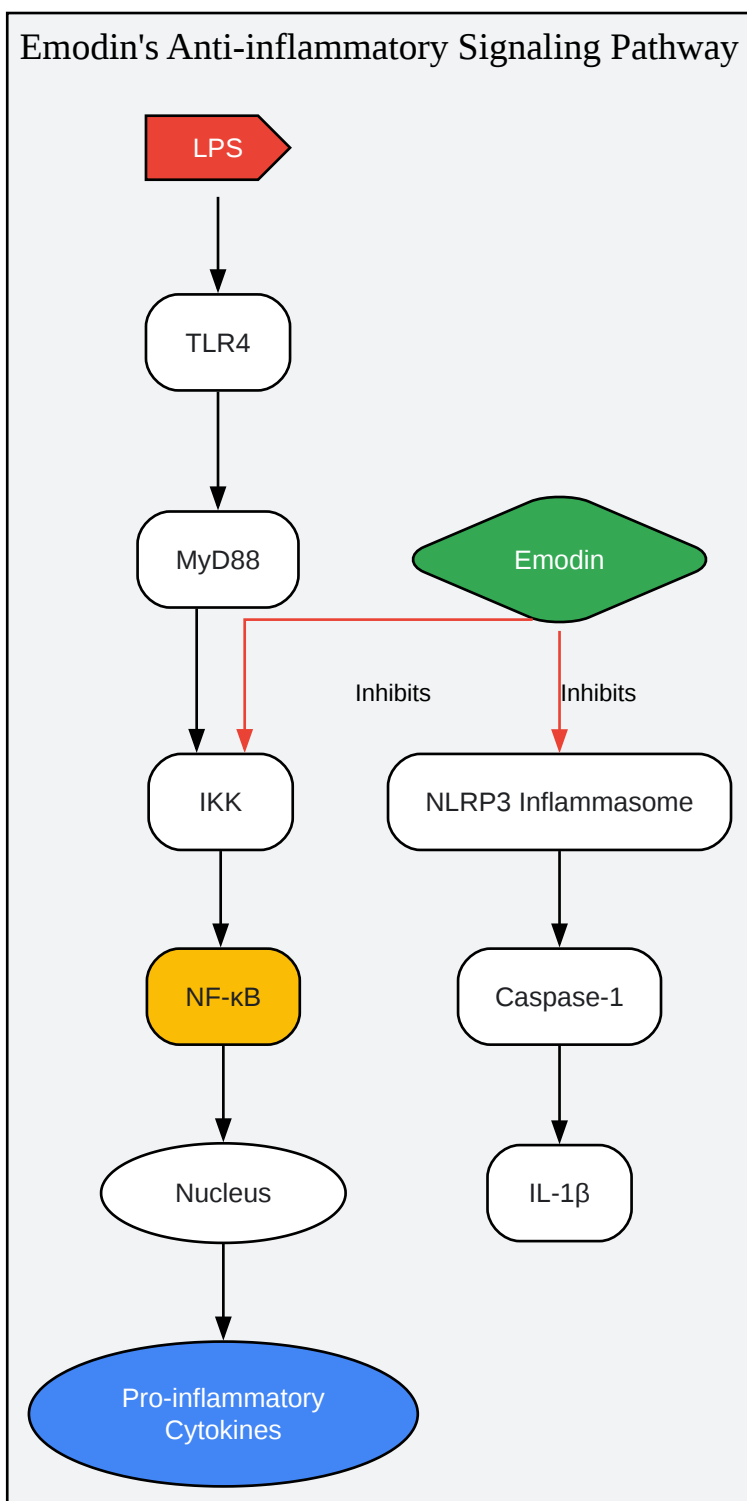 Emodin's Anti-inflammatory Signaling Pathway
LPS
TLR4
MyD88
Emodin
Inhibits
Inhibits
IKK
NLRP3 Inflammasome
NF-κB
Caspase-1
Nucleus
IL-1β
Pro-inflammatory
Cytokines